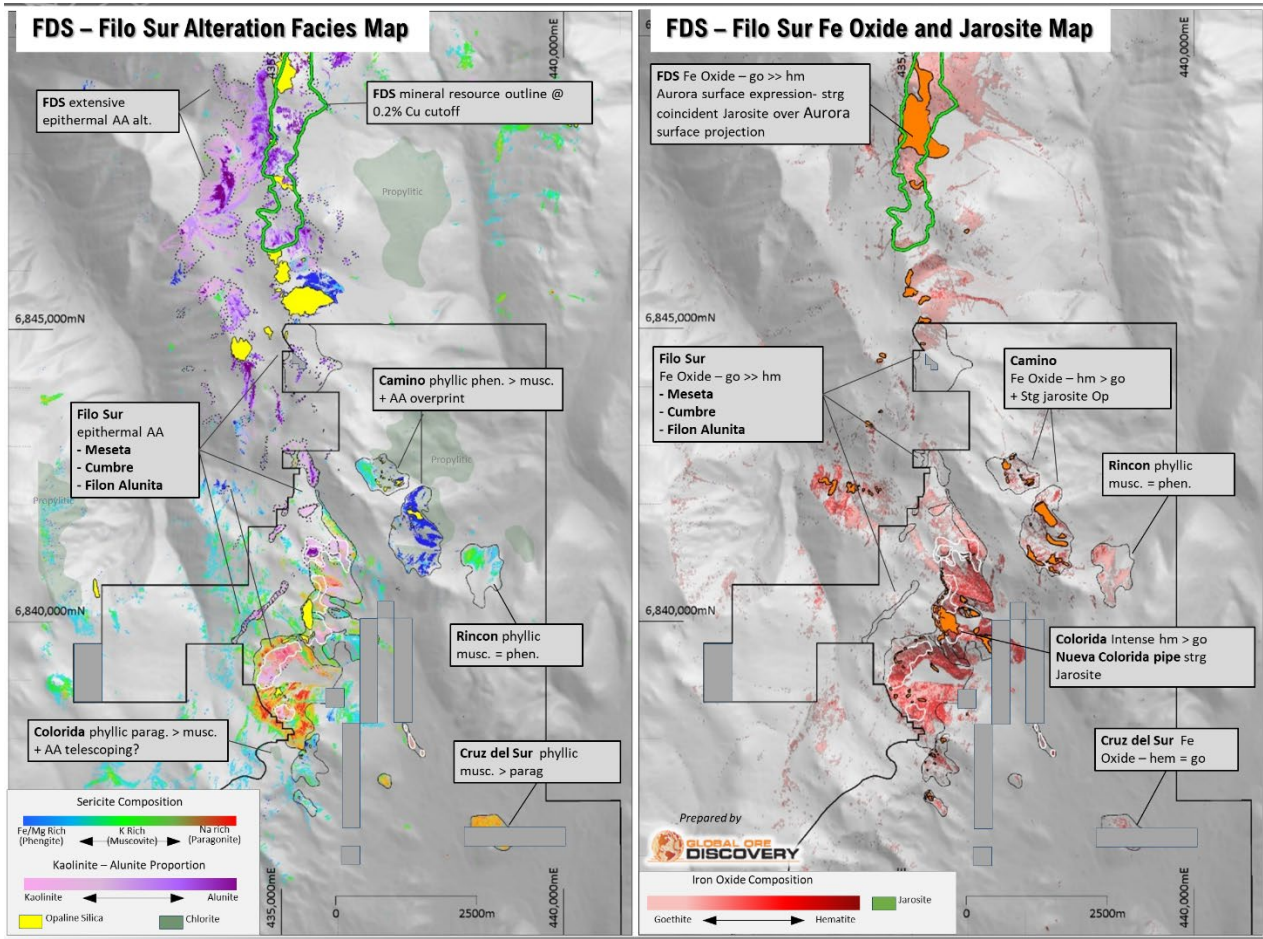 FDS – Filo Sur Alteration Facies Map
440,000mE
FDS extensive
epithermal AA alt.
FDS mineral resource outline @
0.2% Cu cutoff
Propylitic
6,845,000mN
Camino phyllic phen. > musc.
+ AA overprint
Filo Sur
epithermal AA
- Meseta
- Cumbre
- Filon Alunita
Propylitic
Propylitic
6,840,000mN
Rincon phyllic
musc. = phen.
Colorida phyllic parag. > musc.
+ AA telescoping?
Cruz del Sur phyllic
musc. > parag
Sericite Composition
Fe/Mg Rich
(Phengite)
K Rich
(Muscovite)
Na rich
(Paragonite)
Kaolinite – Alunite Proportion
Kaolinite
Alunite
Opaline Silica
Chlorite
435,000mE
0
2500m
440,000mE
FDS – Filo Sur Fe Oxide and Jarosite Map
440,000mE
FDS Fe Oxide – go >> hm
Aurora surface expression- strg
coincident Jarosite over Aurora
surface projection
6,845,000mN
Filo Sur
Fe Oxide – go >> hm
- Meseta
- Cumbre
- Filon Alunita
Camino
Fe Oxide – hm > go
+ Stg jarosite Op
Rincon phyllic
musc. = phen.
6,840,000mN
Colorida Intense hm > go
Nueva Colorida pipe strg
Jarosite
Cruz del Sur Fe
Oxide – hem = go
Prepared by
GLOBAL ORE
DISCOVERY
Iron Oxide Composition
Goethite
Hematite
Jarosite
435,000mE
0
2500m
440,000mE